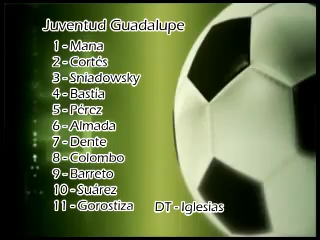 Juventud Guadalupe
1 - Mana
2 - Cortés
3 - Sniadowsky
4 - Bastia
5 - Pérez
6 - Almada
7 - Dente
8 - Colombo
9 - Barreto
10 - Suárez
11 - Gorostiza DT - Iglesias